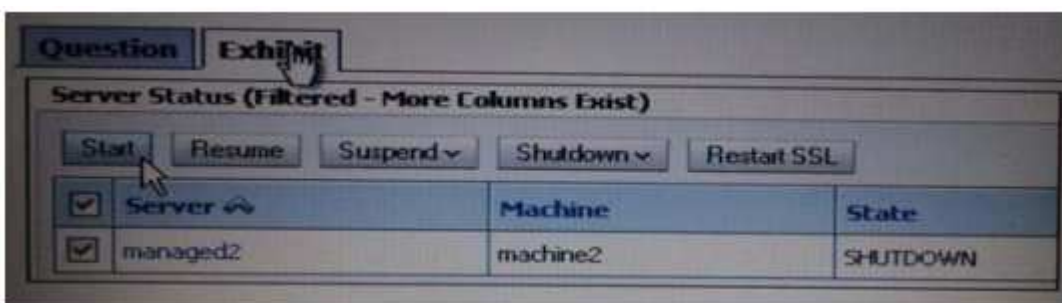 Question Exhibit
Server Status (Filtered - More Columns Exist)
Start Resume Suspend Shutdown Restart SSL
Server Machine State
managed2 machine2 SHUTDOWN